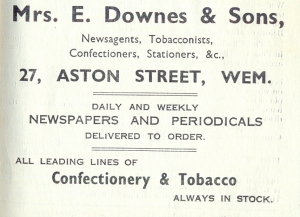 Mrs. E. Downes & Sons,
Newsagents, Tobacconists,
Confectioners, Stationers, &c.,
27, ASTON STREET, WEM.
DAILY AND WEEKLY
NEWSPAPERS AND PERIODICALS
DELIVERED TO ORDER.
ALL LEADING LINES OF
Confectionery & Tobacco
ALWAYS IN STOCK.